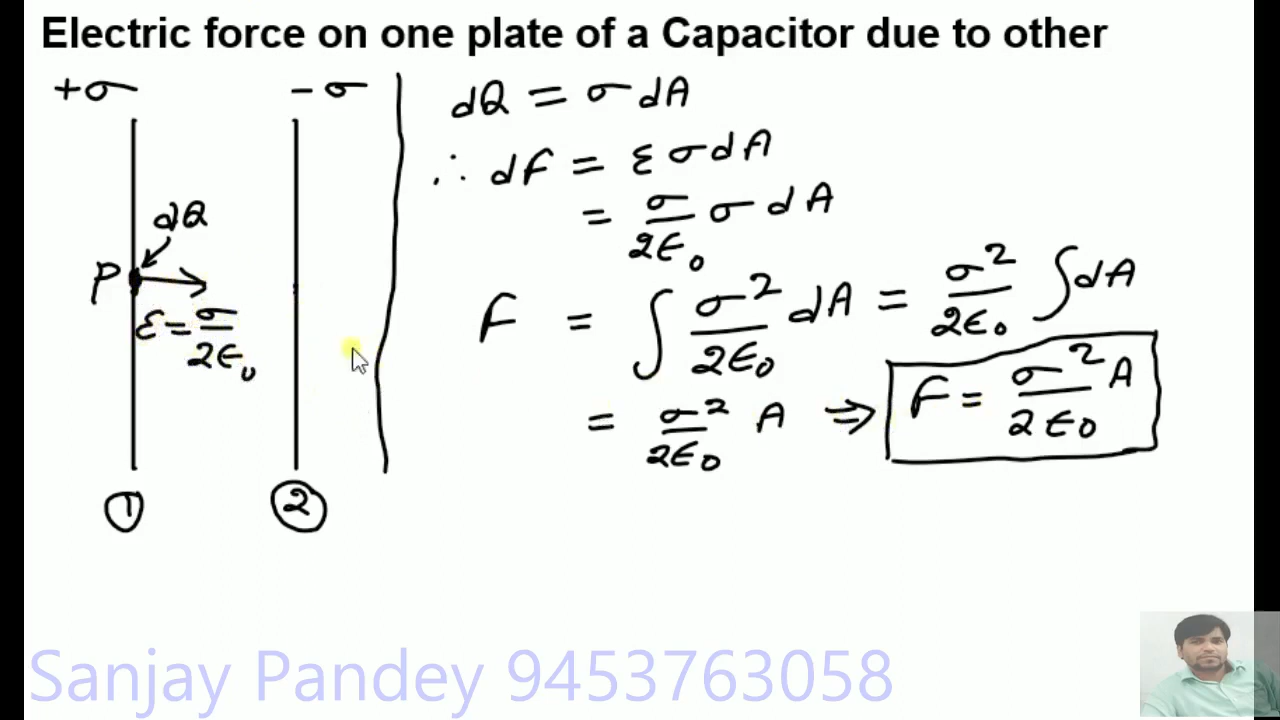 Electric force on one plate of a Capacitor due to other
+σ
-σ
dQ
P
ε = σ/2ε₀
①
②
dQ = σ dA
∴ dF = ε σ dA
= σ/2ε₀ σ dA
F = ∫ σ²/2ε₀ dA = σ²/2ε₀ ∫ dA
= σ²/2ε₀ A ⇒ F = σ²/2ε₀ A
Sanjay Pandey 9453763058